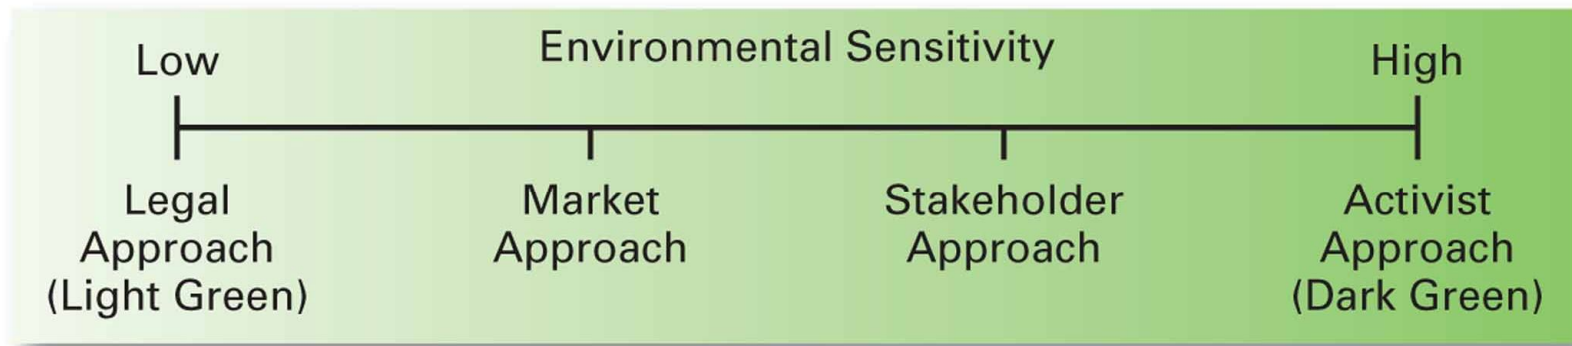 Environmental Sensitivity
Low
High
Legal
Approach
(Light Green)
Market
Approach
Stakeholder
Approach
Activist
Approach
(Dark Green)